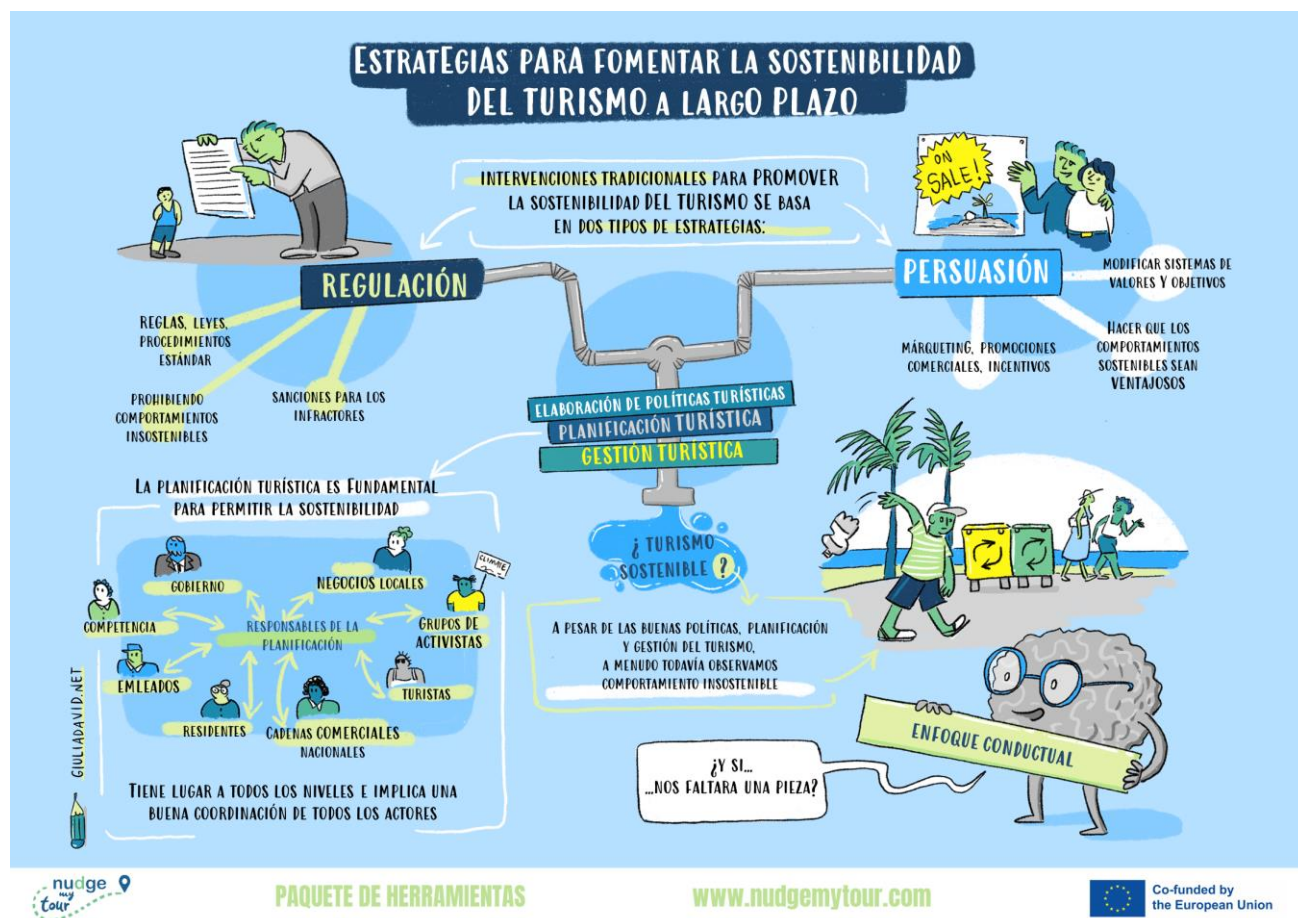 ESTRATEGIAS PARA FOMENTAR LA SOSTENIBILIDAD
DEL TURISMO A LARGO PLAZO
INTERVENCIONES TRADICIONALES PARA PROMOVER
LA SOSTENIBILIDAD DEL TURISMO SE BASA
EN DOS TIPOS DE ESTRATEGIAS:
REGULACIÓN
REGLAS, LEYES,
PROCEDIMIENTOS
ESTÁNDAR
PROHIBIENDO
COMPORTAMIENTOS
INSOSTENIBLES
SANCIONES PARA LOS
INFRACTORES
ON
SALE!
PERSUASIÓN
MODIFICAR SISTEMAS DE
VALORES Y OBJETIVOS
HACER QUE LOS
COMPORTAMIENTOS
SOSTENIBLES SEAN
VENTAJOSOS
MÁRQUETING, PROMOCIONES
COMERCIALES, INCENTIVOS
ELABORACIÓN DE POLÍTICAS TURÍSTICAS
PLANIFICACIÓN TURÍSTICA
GESTIÓN TURÍSTICA
LA PLANIFICACIÓN TURÍSTICA ES FUNDAMENTAL
PARA PERMITIR LA SOSTENIBILIDAD
GOBIERNO
NEGOCIOS LOCALES
CLIMATE
COMPETENCIA
RESPONSABLES DE LA
PLANIFICACIÓN
GRUPOS DE
ACTIVISTAS
EMLEADOS
TURISTAS
RESIDENTES
CADENAS COMERCIALES
NACIONALES
TIENE LUGAR A TODOS LOS NIVELES E IMPLICA UNA
BUENA COORDINACIÓN DE TODOS LOS ACTORES
GIULIADAVID.NET
¿ TURISMO
SOSTENIBLE ?
A PESAR DE LAS BUENAS POLÍTICAS, PLANIFICACIÓN
Y GESTIÓN DEL TURISMO,
A MENUDO TODAVÍA OBSERVAMOS
COMPORTAMIENTO INSOSTENIBLE
¿Y SI...
...NOS FALTARA UNA PIEZA?
ENFOQUE CONDUCTUAL
nudge
my
tour
PAQUETE DE HERRAMIENTAS
www.nudgemytour.com
Co-funded by
the European Union